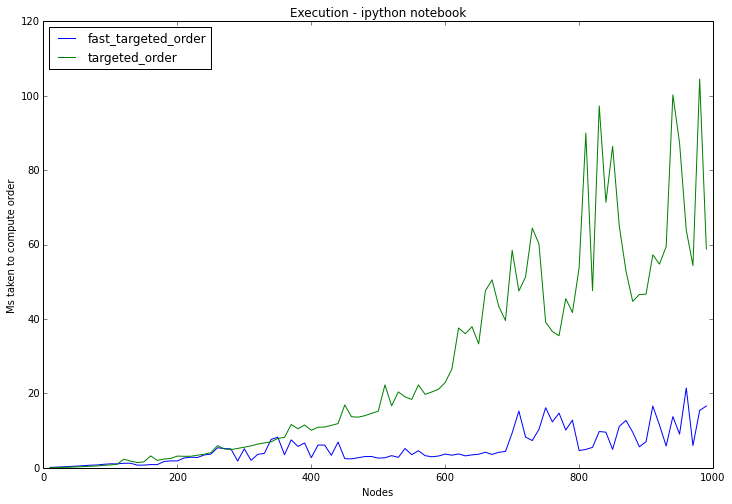 Execution - ipython notebook
fast_targeted_order
targeted_order
Ms taken to compute order
120
100
80
60
40
20
0
0 200 400 600 800 1000
Nodes